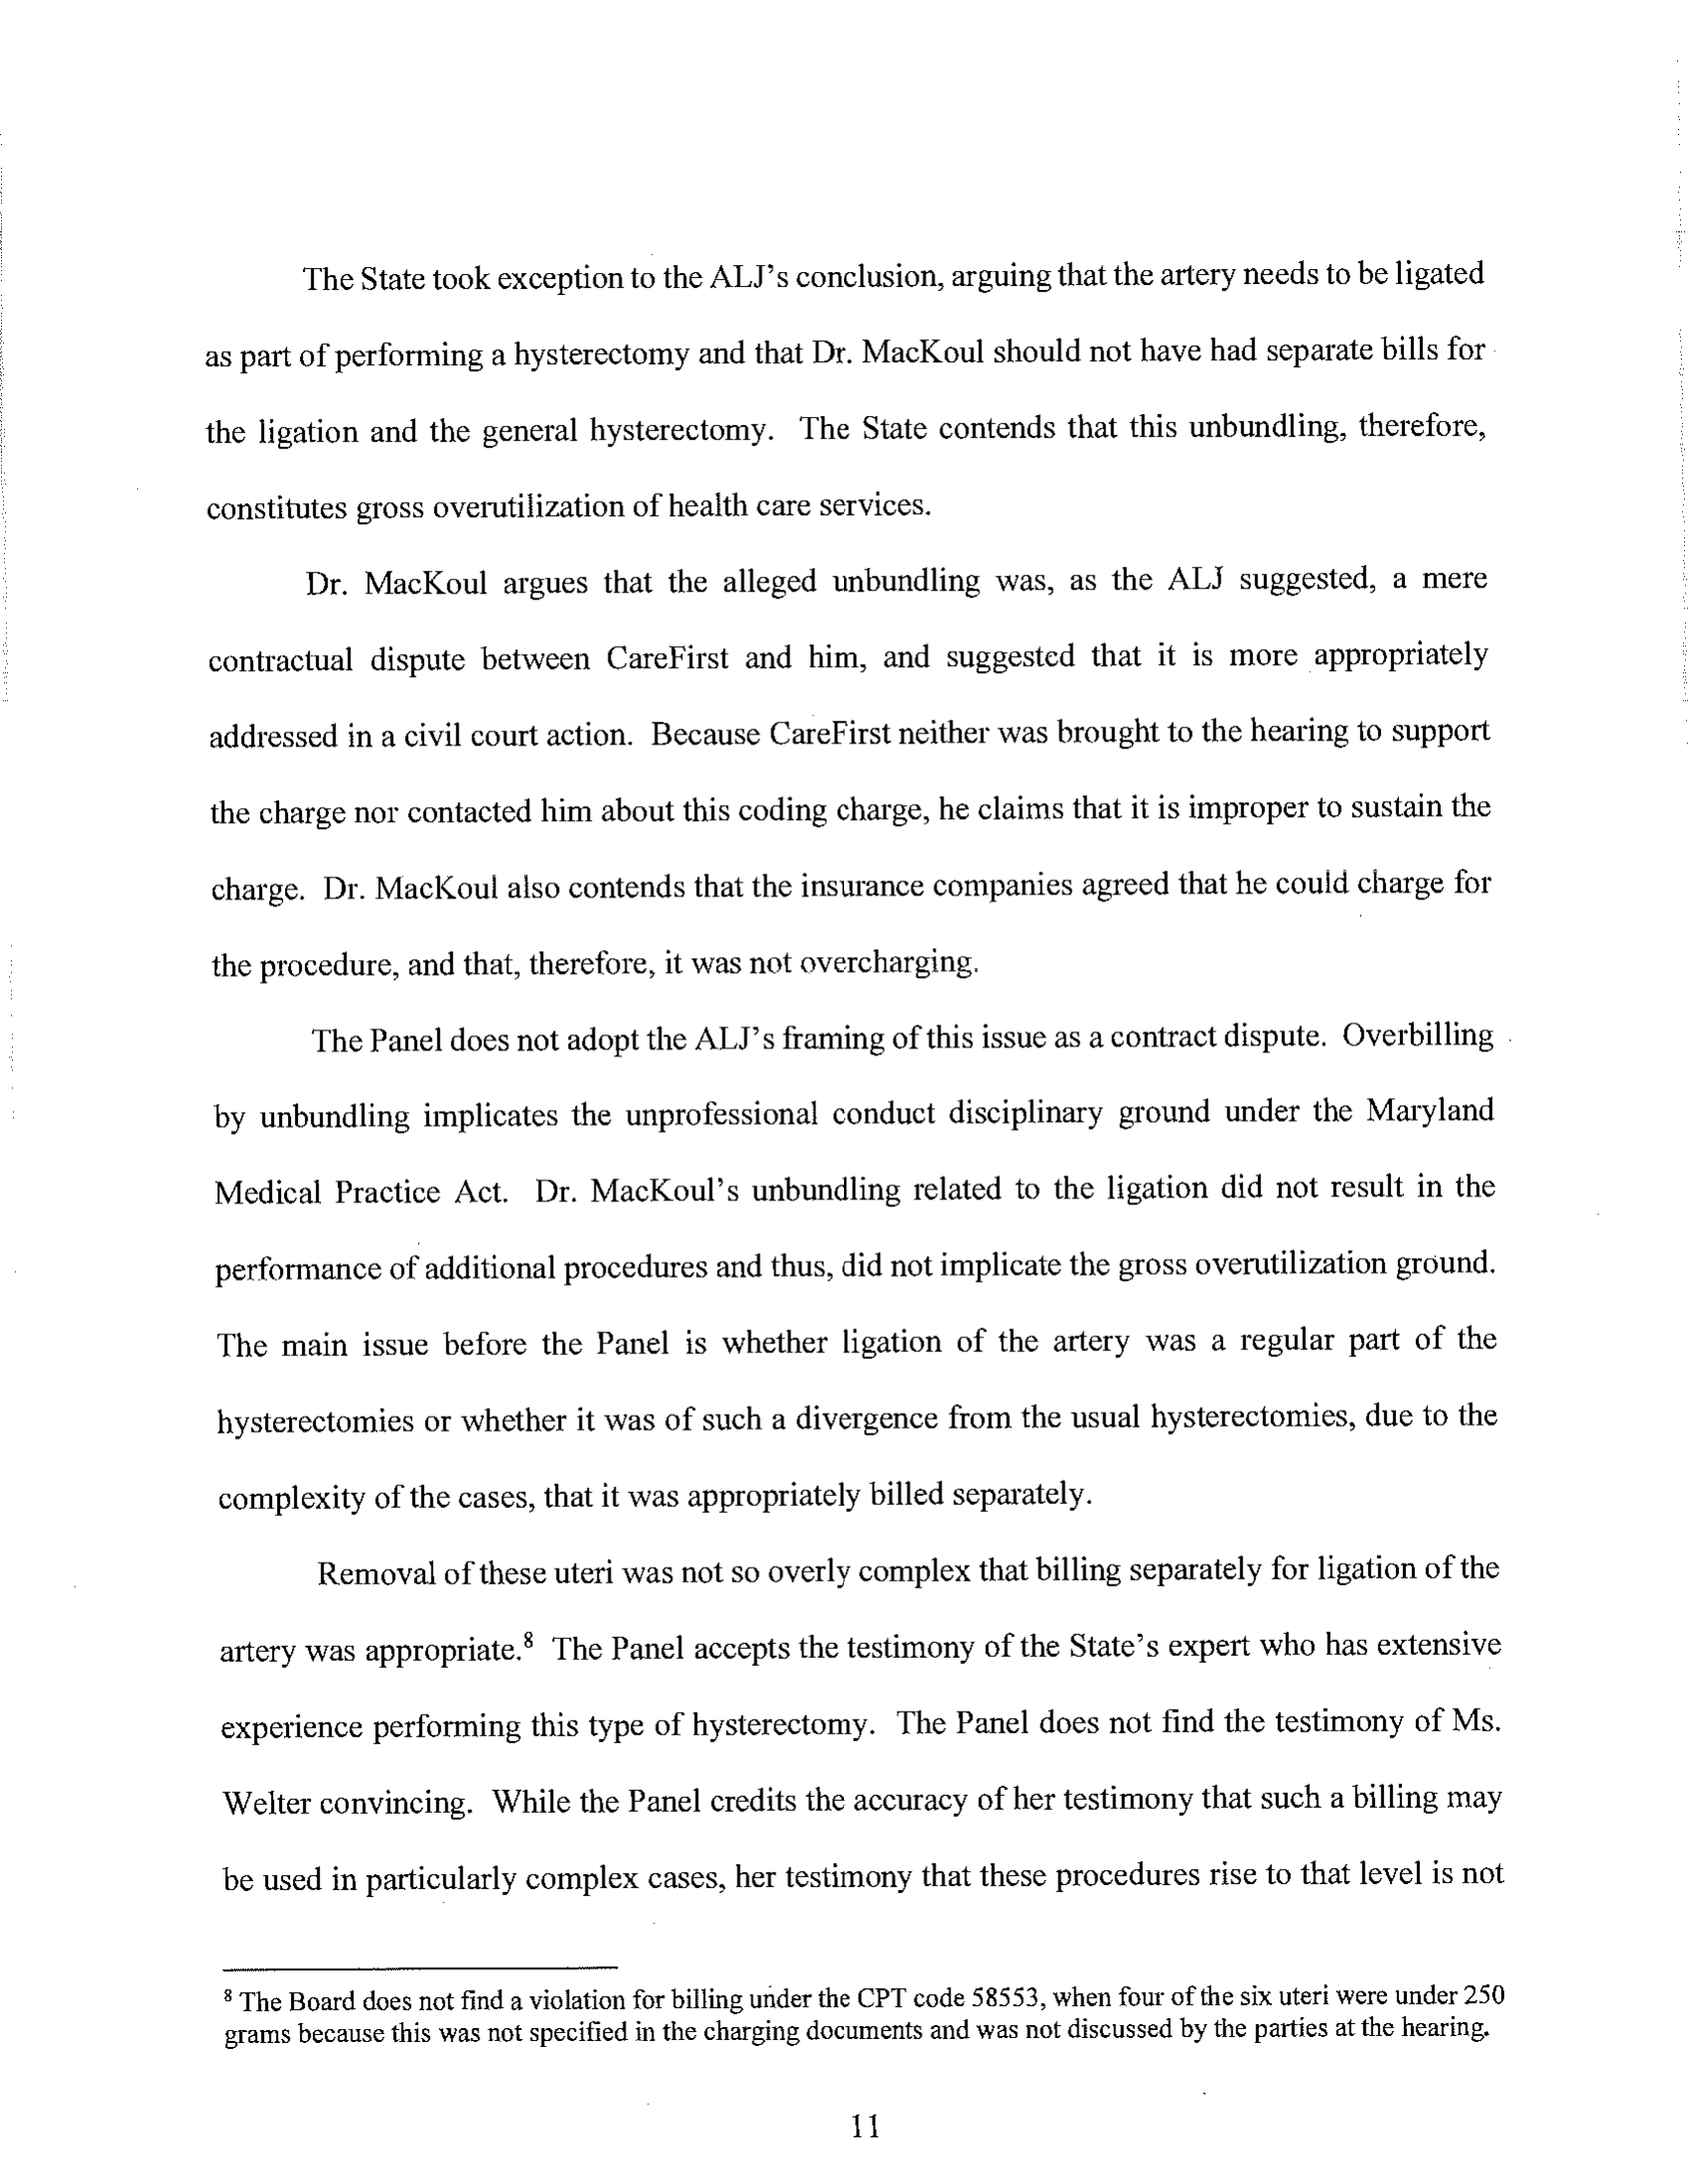 The State took exception to the ALJ's conclusion, arguing that the artery needs to be ligated
as part of performing a hysterectomy and that Dr. MacKoul should not have had separate bills for
the ligation and the general hysterectomy. The State contends that this unbundling, therefore,
constitutes gross overutilization of health care services.
Dr. MacKoul argues that the alleged unbundling was, as the ALJ suggested, a mere
contractual dispute between CareFirst and him, and suggested that it is more appropriately
addressed in a civil court action. Because CareFirst neither was brought to the hearing to support
the charge nor contacted him about this coding charge, he claims that it is improper to sustain the
charge. Dr. MacKoul also contends that the insurance companies agreed that he could charge for
the procedure, and that, therefore, it was not overcharging.
The Panel does not adopt the ALJ's framing of this issue as a contract dispute. Overbilling
by unbundling implicates the unprofessional conduct disciplinary ground under the Maryland
Medical Practice Act. Dr. MacKoul's unbundling related to the ligation did not result in the
performance of additional procedures and thus, did not implicate the gross overutilization ground.
The main issue before the Panel is whether ligation of the artery was a regular part of the
hysterectomies or whether it was of such a divergence from the usual hysterectomies, due to the
complexity of the cases, that it was appropriately billed separately.
Removal of these uteri was not so overly complex that billing separately for ligation of the
artery was appropriate.8 The Panel accepts the testimony of the State's expert who has extensive
experience performing this type of hysterectomy. The Panel does not find the testimony of Ms.
Welter convincing. While the Panel credits the accuracy of her testimony that such a billing may
be used in particularly complex cases, her testimony that these procedures rise to that level is not
8 The Board does not find a violation for billing under the CPT code 58553, when four of the six uteri were under 250
grams because this was not specified in the charging documents and was not discussed by the parties at the hearing.
11